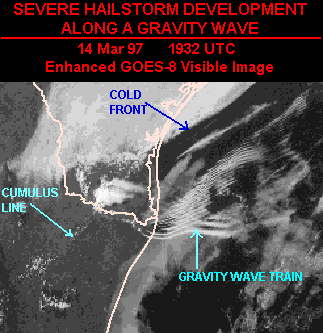 SEVERE HAILSTORM DEVELOPMENT
ALONG A GRAVITY WAVE
14 Mar 97 1932 UTC
Enhanced GOES-8 Visible Image
COLD
FRONT
CUMULUS
LINE
GRAVITY WAVE TRAIN